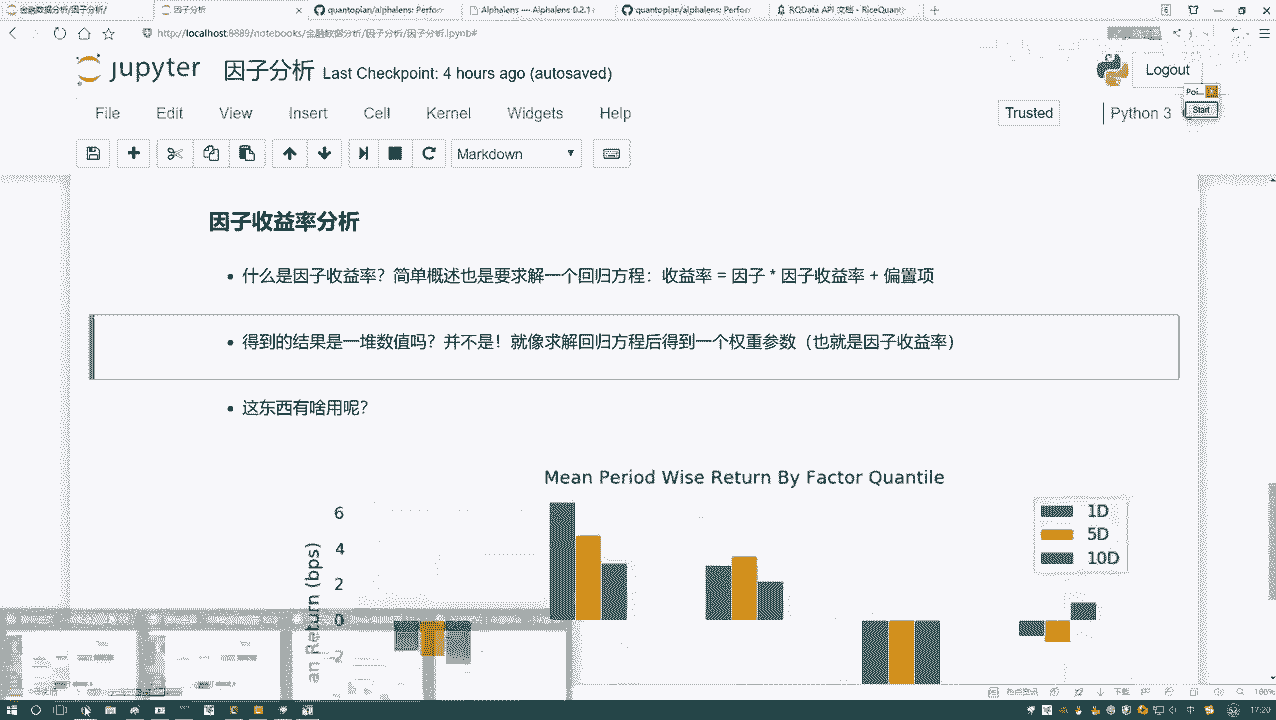 金融数据分析/因子分析/
因子分析
quantopian/alphalens: Perfor
Alphalens — Alphalens 0.2.1
quantopian/alphalens: Perfor
RQData API 文档 - RiceQuant
http://localhost:8889/notebooks/金融数据分析/因子分析/因子分析.ipynb#
jupyter 因子分析 Last Checkpoint: 4 hours ago (autosaved)
Logout
File Edit View Insert Cell Kernel Widgets Help
Trusted
Python 3
Start
Markdown
因子收益率分析
什么是因子收益率？简单概述也是要求解一个回归方程：收益率 = 因子 * 因子收益率 + 偏置项
得到的结果是一堆数值吗？并不是！就像求解回归方程后得到一个权重参数（也就是因子收益率）
这东西有啥用呢？
Mean Period Wise Return By Factor Quantile
an Return (bps)
6
4
2
0
-2
1D
5D
10D
下载
160%
17:20